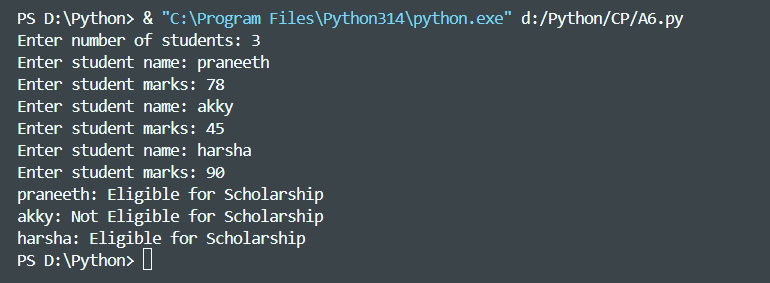 PS D:\Python> & "C:\Program Files\Python314\python.exe" d:/Python/CP/A6.py
Enter number of students: 3
Enter student name: praneeth
Enter student marks: 78
Enter student name: akky
Enter student marks: 45
Enter student name: harsha
Enter student marks: 90
praneeth: Eligible for Scholarship
akky: Not Eligible for Scholarship
harsha: Eligible for Scholarship
PS D:\Python>